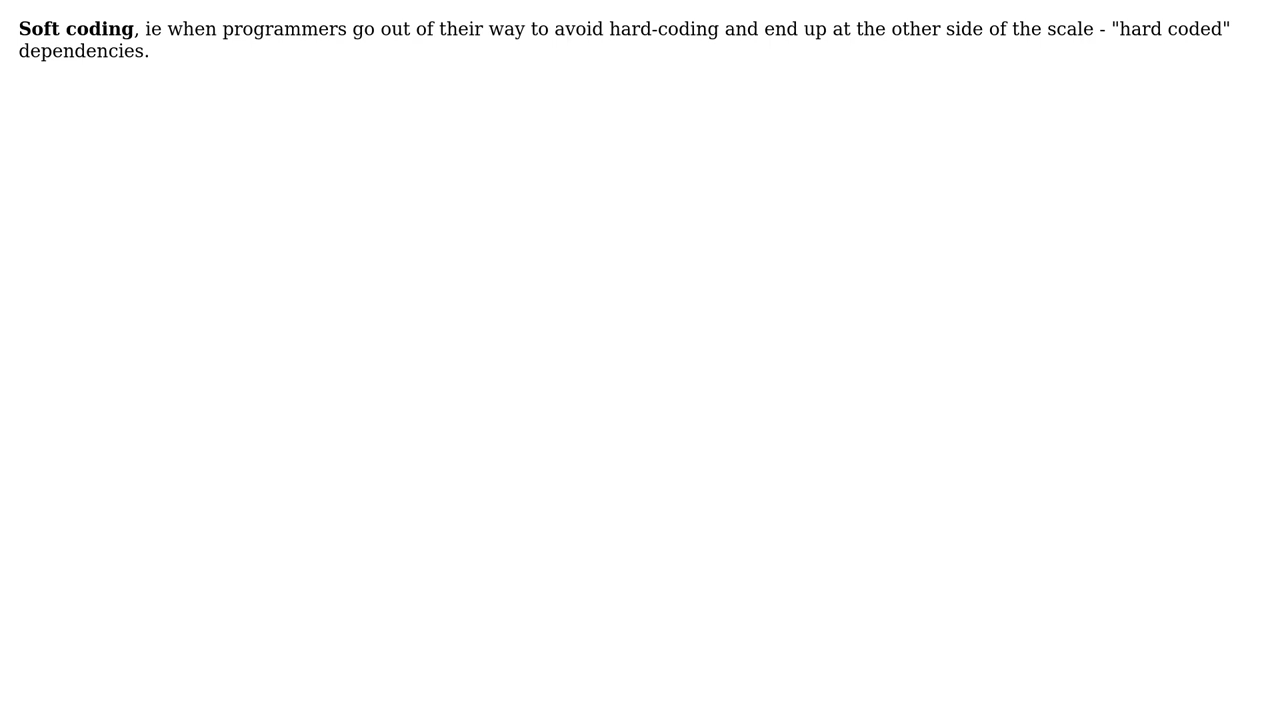 Soft coding, ie when programmers go out of their way to avoid hard-coding and end up at the other side of the scale - "hard coded"
dependencies.